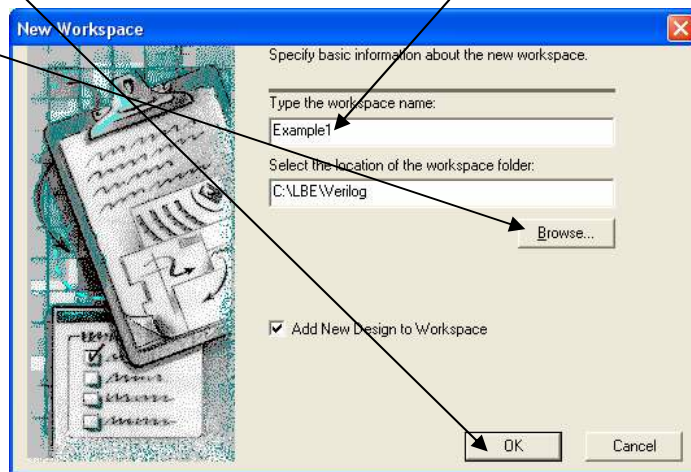 New Workspace
Specify basic information about the new workspace.
Type the workspace name:
Example1
Select the location of the workspace folder:
C:\LBE\Verilog
Browse...
Add New Design to Workspace
OK
Cancel